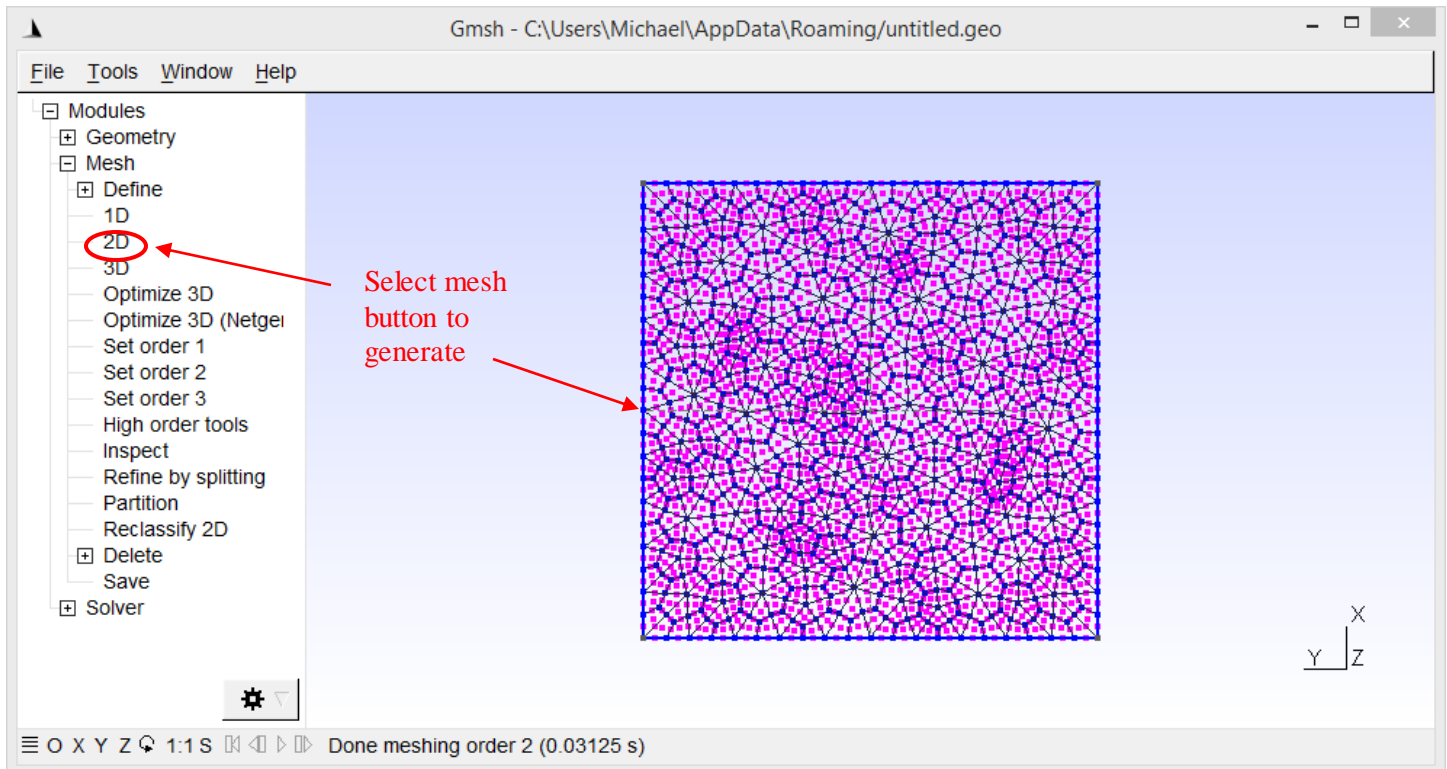 Gmsh - C:\Users\Michael\AppData\Roaming/untitled.geo
File Tools Window Help
Modules
Geometry
Mesh
Define
1D
2D
3D
Optimize 3D
Optimize 3D (Netger
Set order 1
Set order 2
Set order 3
High order tools
Inspect
Refine by splitting
Partition
Reclassify 2D
Delete
Save
Solver
Select mesh
button to
generate
X
Y Z
O X Y Z 1:1 S Done meshing order 2 (0.03125 s)